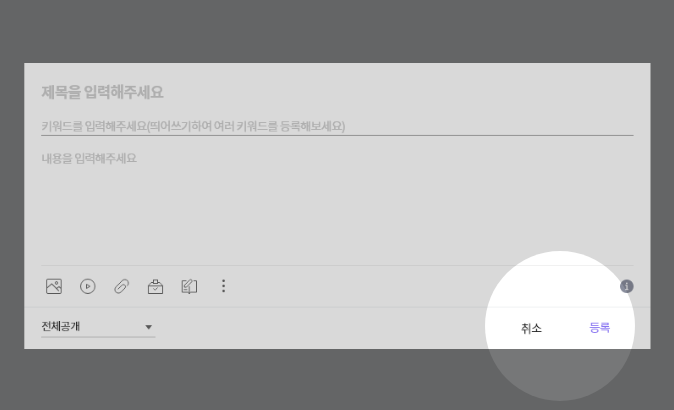 제목을 입력해주세요
키워드를 입력해주세요(띄어쓰기하여 여러 키워드를 등록해보세요)
내용을 입력해주세요
전체공개
취소 등록